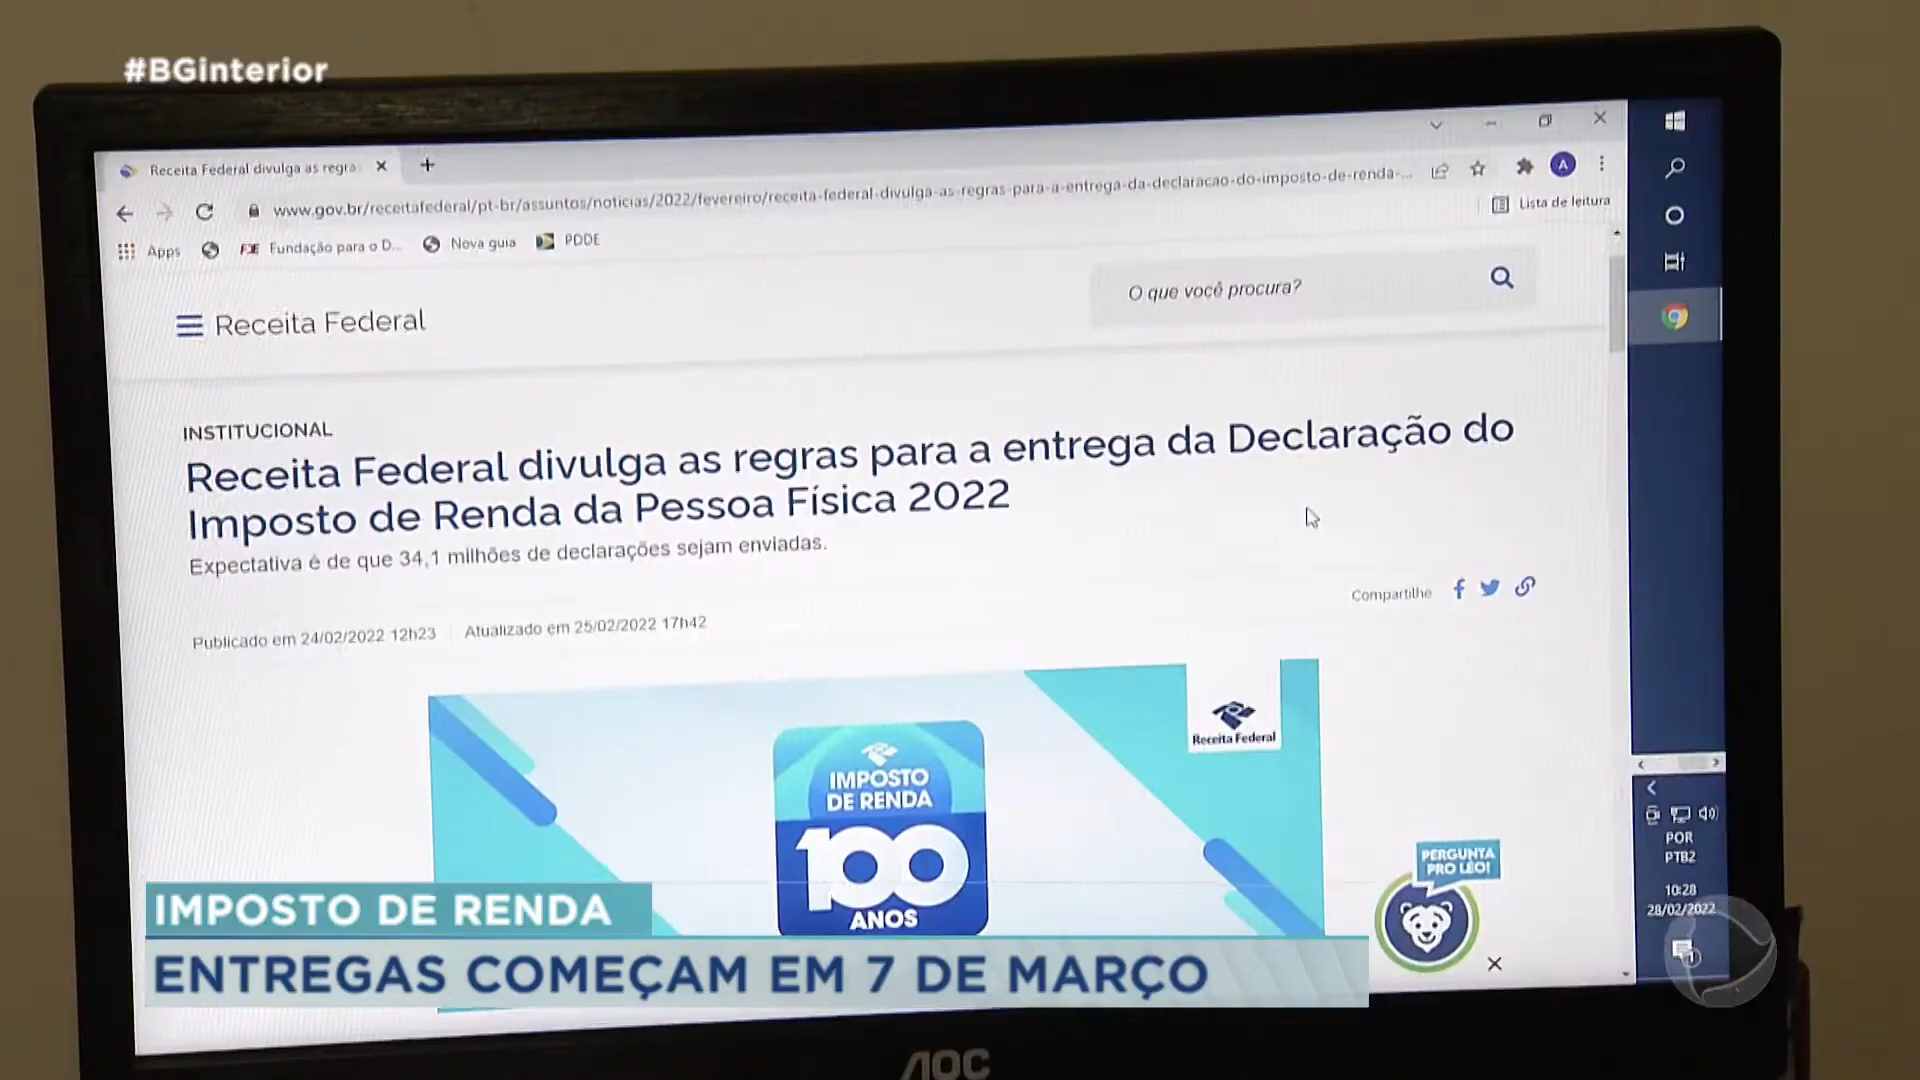 #BGinterior
Receita Federal divulga as regra
www.gov.br/receitafederal/pt-br/assuntos/noticias/2022/fevereiro/receita-federal-divulga-as-regras-para-a-entrega-da-declaracao-do-imposto-de-renda-...
A
Lista de leitura
Apps
FDE Fundação para o D...
Nova guia
PDDE
Receita Federal
O que você procura?
INSTITUCIONAL
Receita Federal divulga as regras para a entrega da Declaração do
Imposto de Renda da Pessoa Física 2022
Expectativa é de que 34,1 milhões de declarações sejam enviadas.
Compartilhe
Publicado em 24/02/2022 12h23
Atualizado em 25/02/2022 17h42
Receita Federal
IMPOSTO
DE RENDA
100
ANOS
PERGUNTA
PRO LEO!
POR
PTB2
10:28
28/02/2022
1
IMPOSTO DE RENDA
ENTREGAS COMEÇAM EM 7 DE MARÇO
AOC